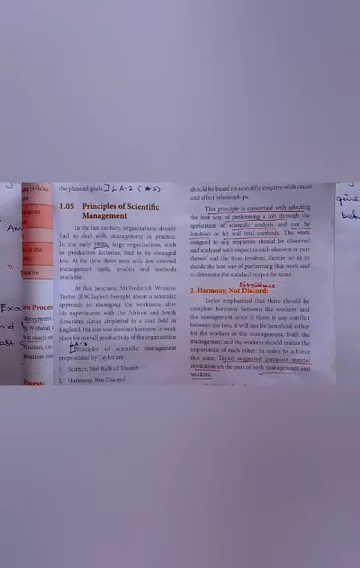 the planned goals.] LA-2 (*2)
1.05 Principles of Scientific
Management
In the last century, organizations already
had to deal with management in practice.
In the early 1900s, large organizations, such
as production factories, had to be managed
too. At the time there were only few external
management tools, models and methods
available.
At this juncture, Mr.Fredrick Winslow
Taylor (F.W.Taylor) brought about a scientific
approach to managing the workforce after
his experiences with the African and South
American slaves employed in a coal field in
England. His aim was absolute harmony in work
place for overall productivity of the organization
Principles of scientific management
propounded by Taylor are:
1. Science, Not Rule of Thumb
2. Harmony, Not Discord
should be based on scientific enquiry with cause
and effect relationships.
This principle is concerned with selecting
the best way of performing a job through the
application of scientific analysis and not by
intuition or hit and trial methods. The work
assigned to any employee should be observed
and analyzed with respect to each element or part
thereof and the time involved therein so as to
decide the best way of performing that work and
to determine the standard output for same.
2. Harmony, Not Discord:
Taylor emphasized that there should be
complete harmony between the workers and
the management since if there is any conflict
between the two, it will not be beneficial either
for the workers or the management. Both the
management and the workers should realize the
importance of each other. In order to achieve
this state, Taylor suggested complete mental
revolution on the part of both management and
workers.